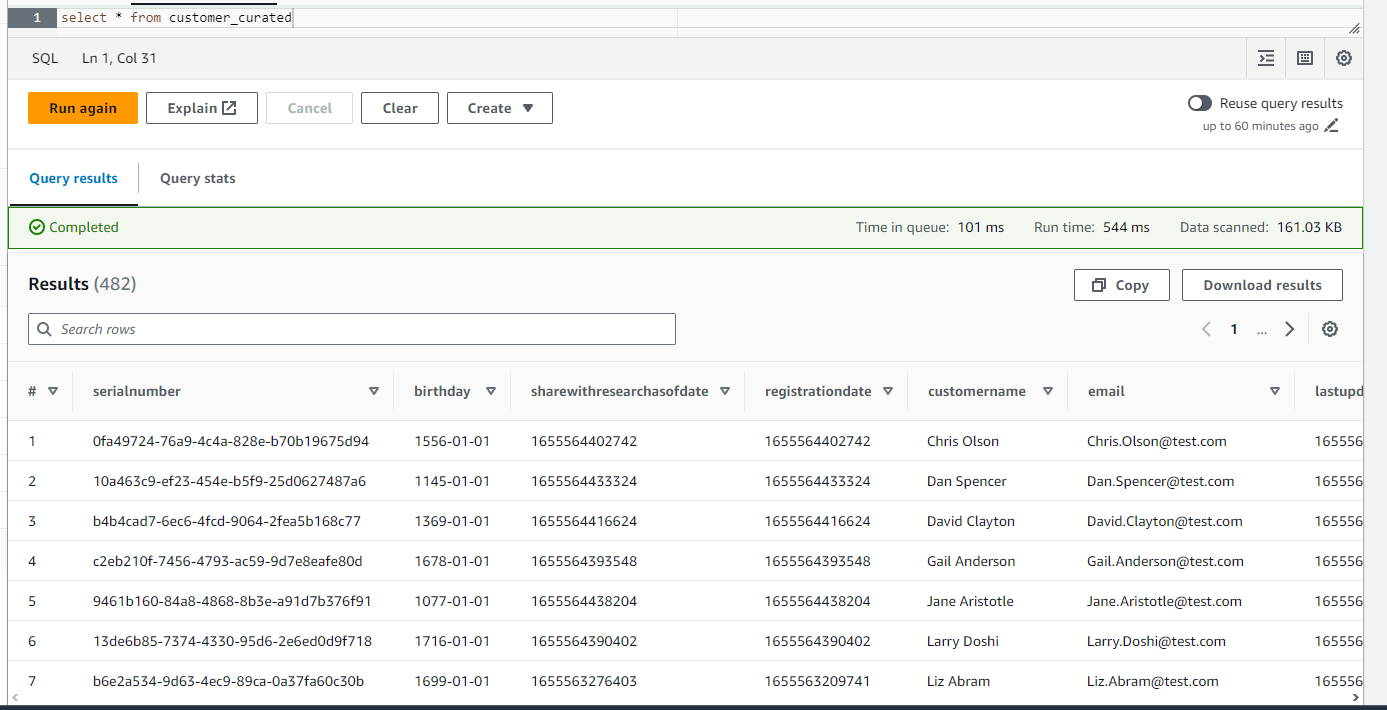 1 select * from customer_curated
SQL Ln 1, Col 31
Run again Explain Cancel Clear Create Reuse query results
up to 60 minutes ago
Query results Query stats
Completed Time in queue: 101 ms Run time: 544 ms Data scanned: 161.03 KB
Results (482) Copy Download results
Search rows 1 ...
# serialnumber birthday sharewithresearchasofdate registrationdate customername email lastupd
1 0fa49724-76a9-4c4a-828e-b70b19675d94 1556-01-01 1655564402742 1655564402742 Chris Olson Chris.Olson@test.com 165556
2 10a463c9-ef23-454e-b5f9-25d0627487a6 1145-01-01 1655564433324 1655564433324 Dan Spencer Dan.Spencer@test.com 165556
3 b4b4cad7-6ec6-4fcd-9064-2fea5b168c77 1369-01-01 1655564416624 1655564416624 David Clayton David.Clayton@test.com 165556
4 c2eb210f-7456-4793-ac59-9d7e8eafe80d 1678-01-01 1655564393548 1655564393548 Gail Anderson Gail.Anderson@test.com 165556
5 9461b160-84a8-4868-8b3e-a91d7b376f91 1077-01-01 1655564438204 1655564438204 Jane Aristotle Jane.Aristotle@test.com 165556
6 13de6b85-7374-4330-95d6-2e6ed0d9f718 1716-01-01 1655564390402 1655564390402 Larry Doshi Larry.Doshi@test.com 165556
7 b6e2a534-9d63-4ec9-89ca-0a37fa60c30b 1699-01-01 1655563276403 1655563209741 Liz Abram Liz.Abram@test.com 165556